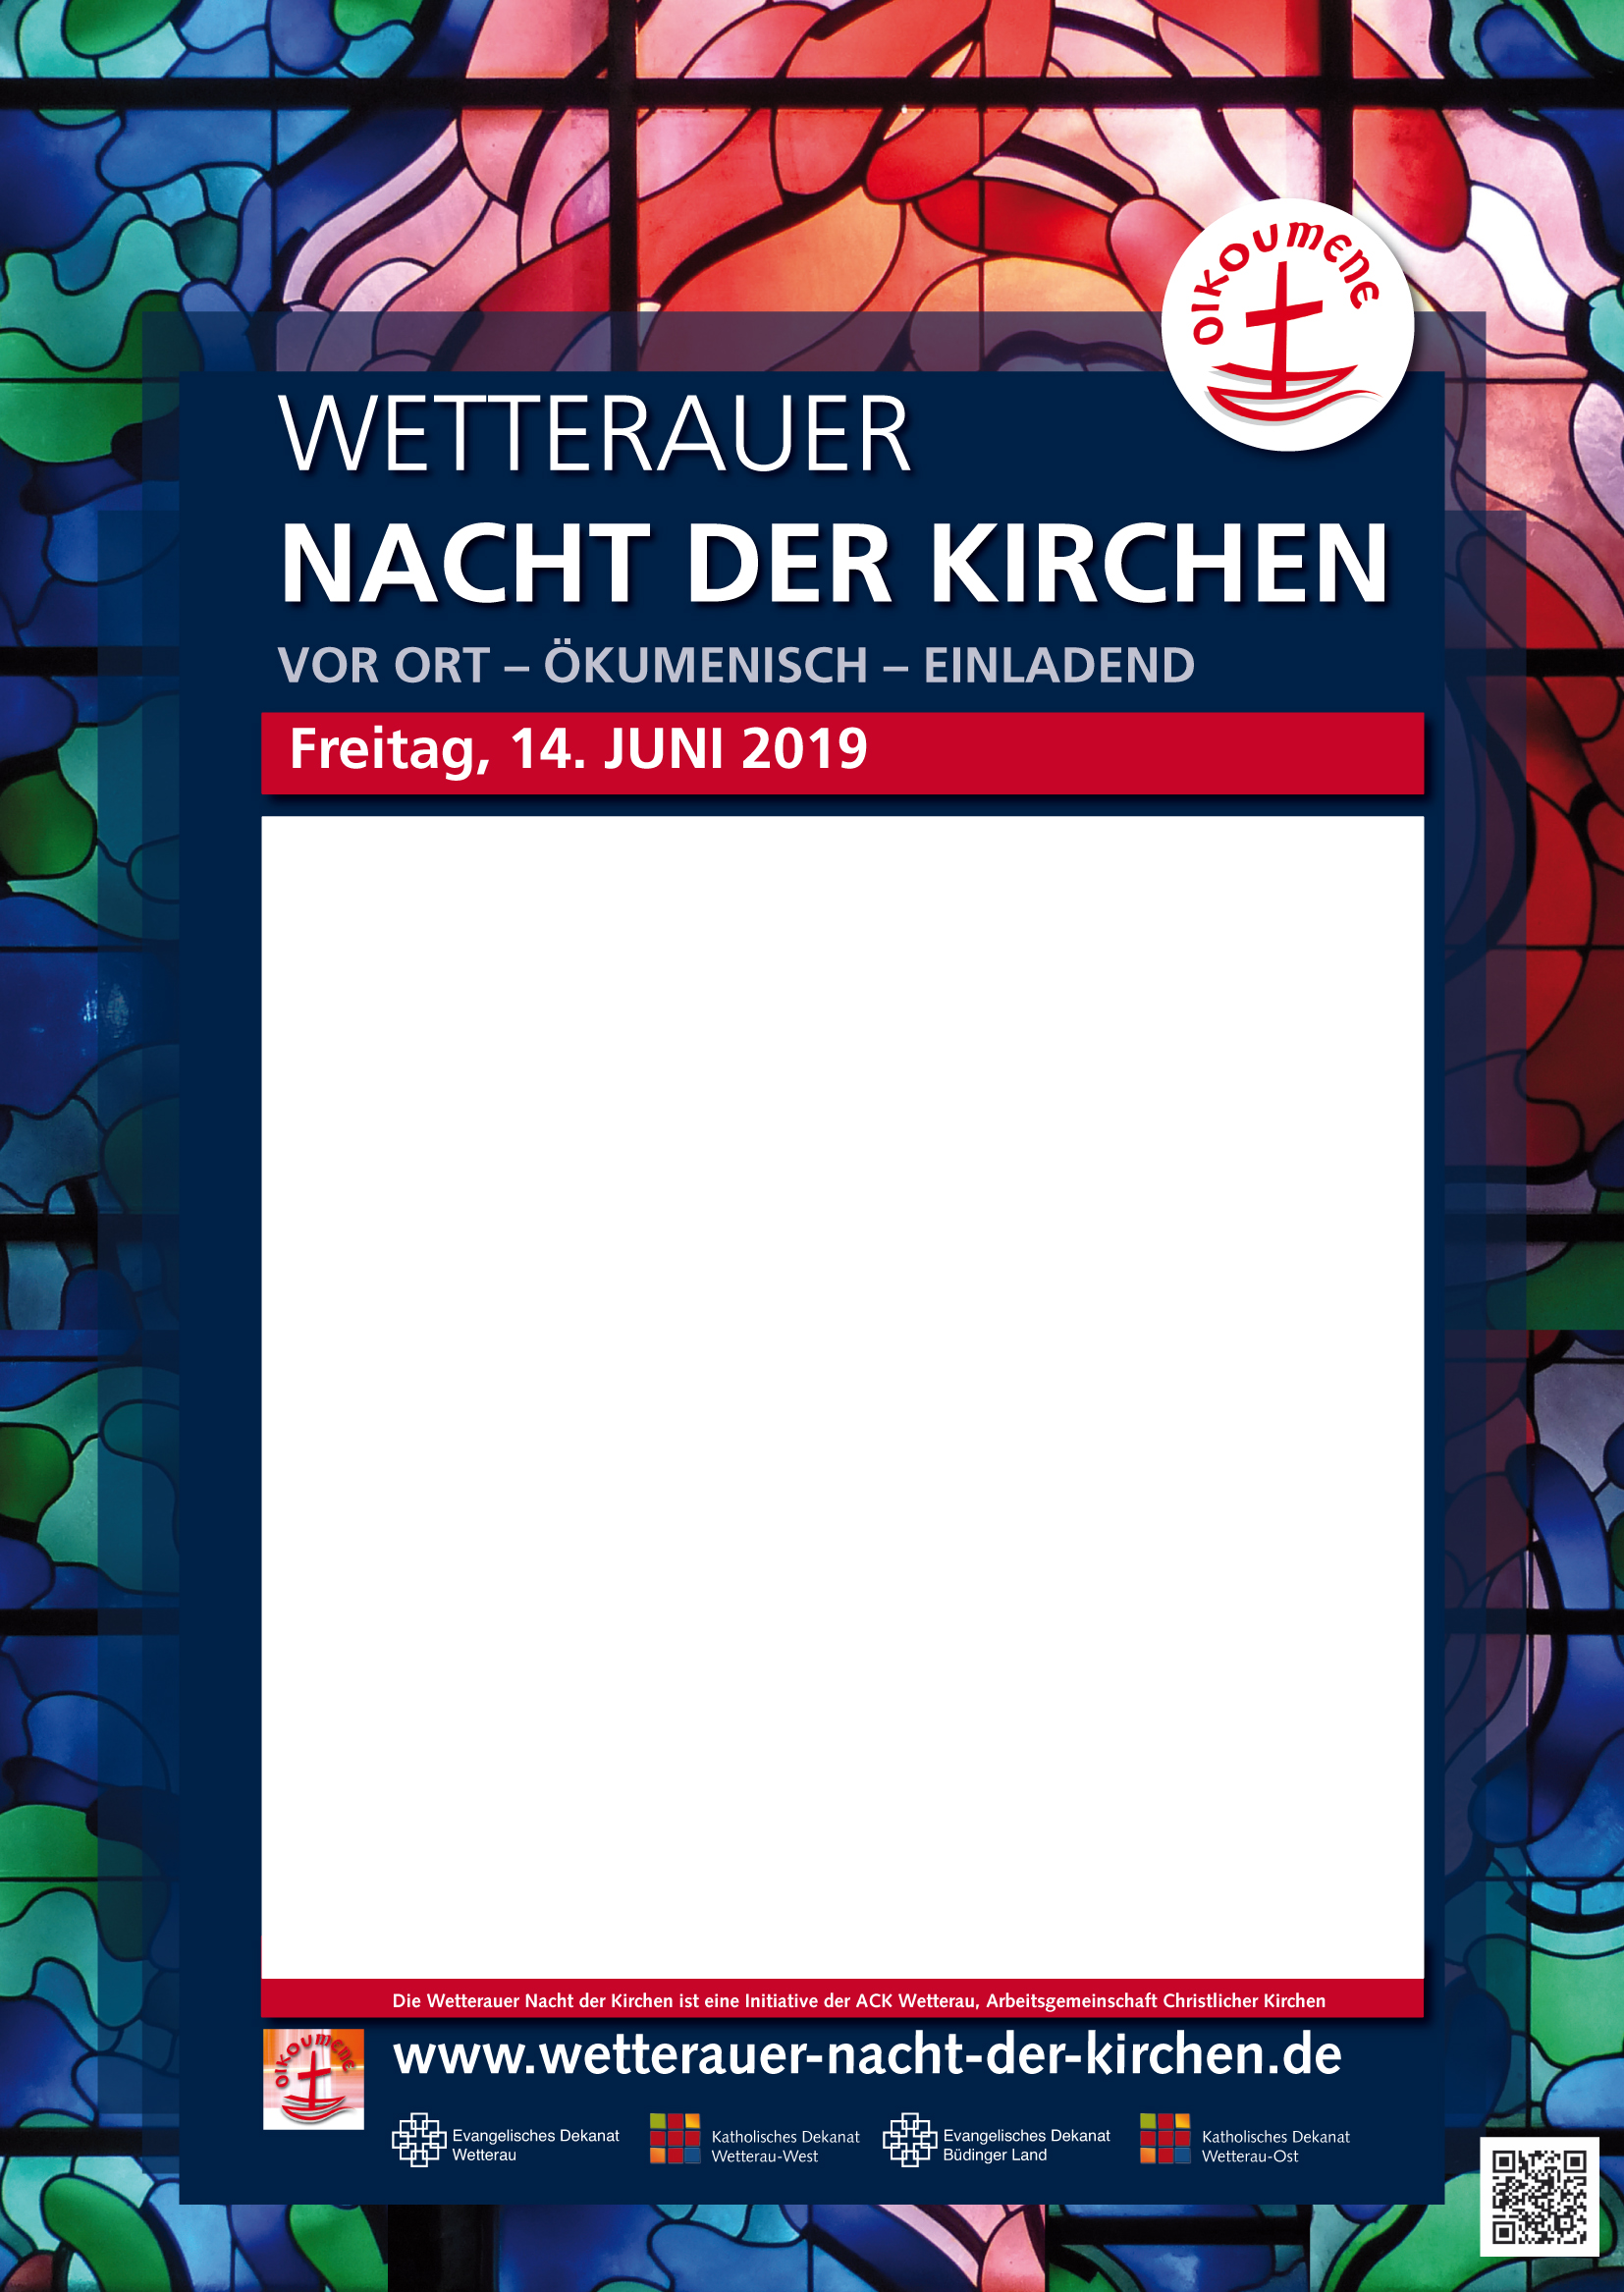 OIKOUMENE
WETTERAUER
NACHT DER KIRCHEN
VOR ORT – ÖKUMENISCH – EINLADEND
Freitag, 14. JUNI 2019
Die Wetterauer Nacht der Kirchen ist eine Initiative der ACK Wetterau, Arbeitsgemeinschaft Christlicher Kirchen
OIKOUMENE
www.wetterauer-nacht-der-kirchen.de
Evangelisches Dekanat
Wetterau
Katholisches Dekanat
Wetterau-West
Evangelisches Dekanat
Büdinger Land
Katholisches Dekanat
Wetterau-Ost